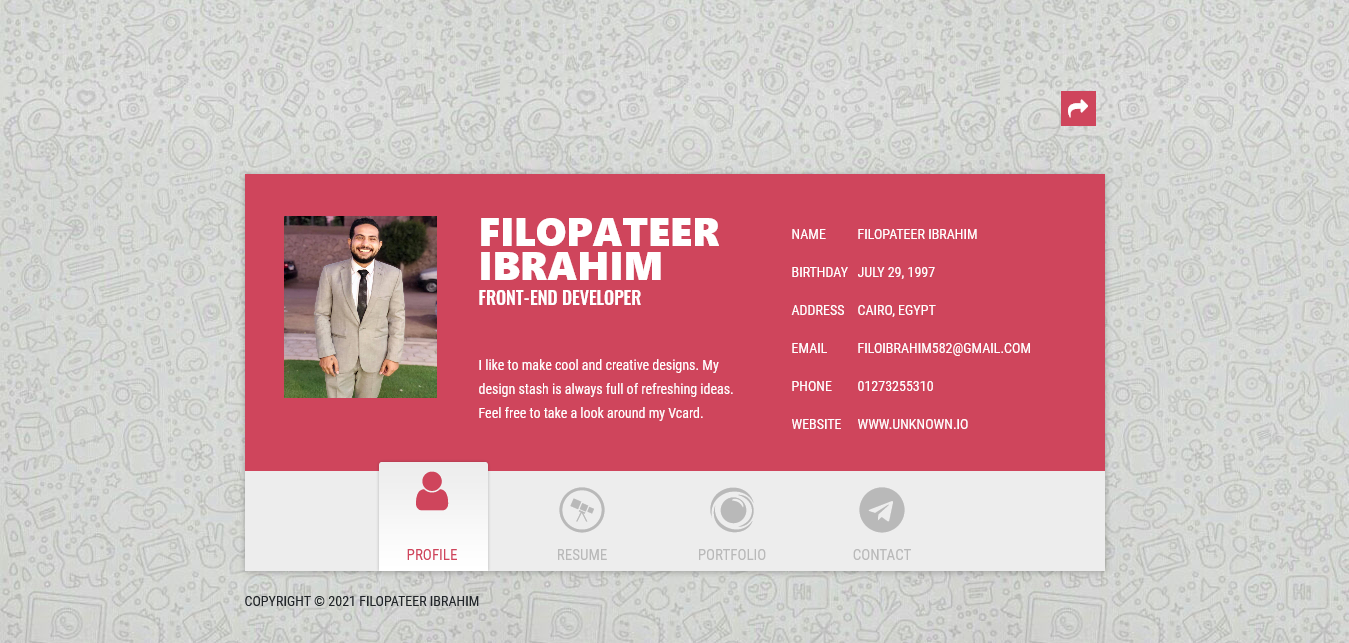 FILOPATEER
IBRAHIM
FRONT-END DEVELOPER
I like to make cool and creative designs. My
design stash is always full of refreshing ideas.
Feel free to take a look around my Vcard.
NAME FILOPATEER IBRAHIM
BIRTHDAY JULY 29, 1997
ADDRESS CAIRO, EGYPT
EMAIL FILOIBRAHIM582@GMAIL.COM
PHONE 01273255310
WEBSITE WWW.UNKNOWN.IO
PROFILE RESUME PORTFOLIO CONTACT
COPYRIGHT © 2021 FILOPATEER IBRAHIM